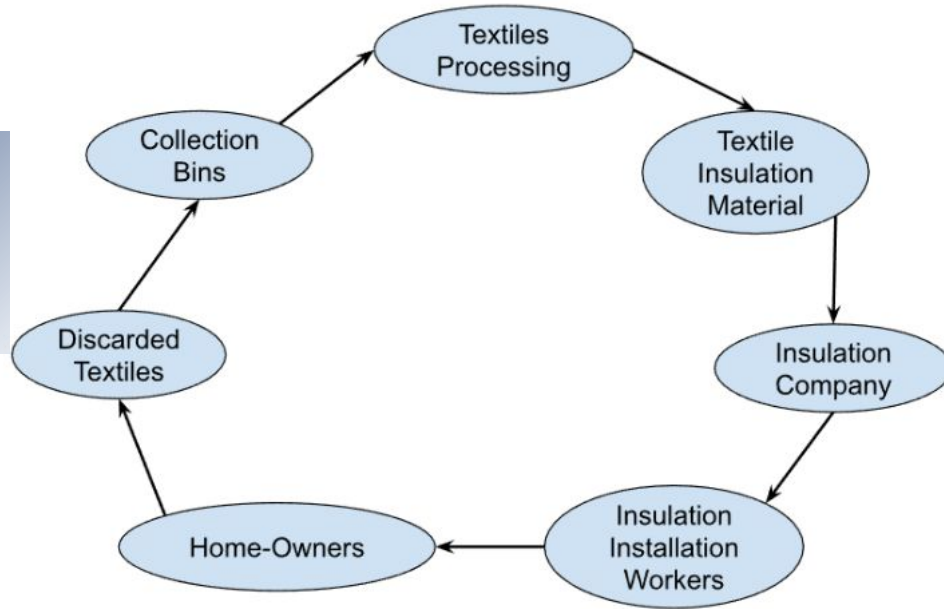 Textiles
Processing
Textile
Insulation
Material
Insulation
Company
Insulation
Installation
Workers
Home-Owners
Discarded
Textiles
Collection
Bins